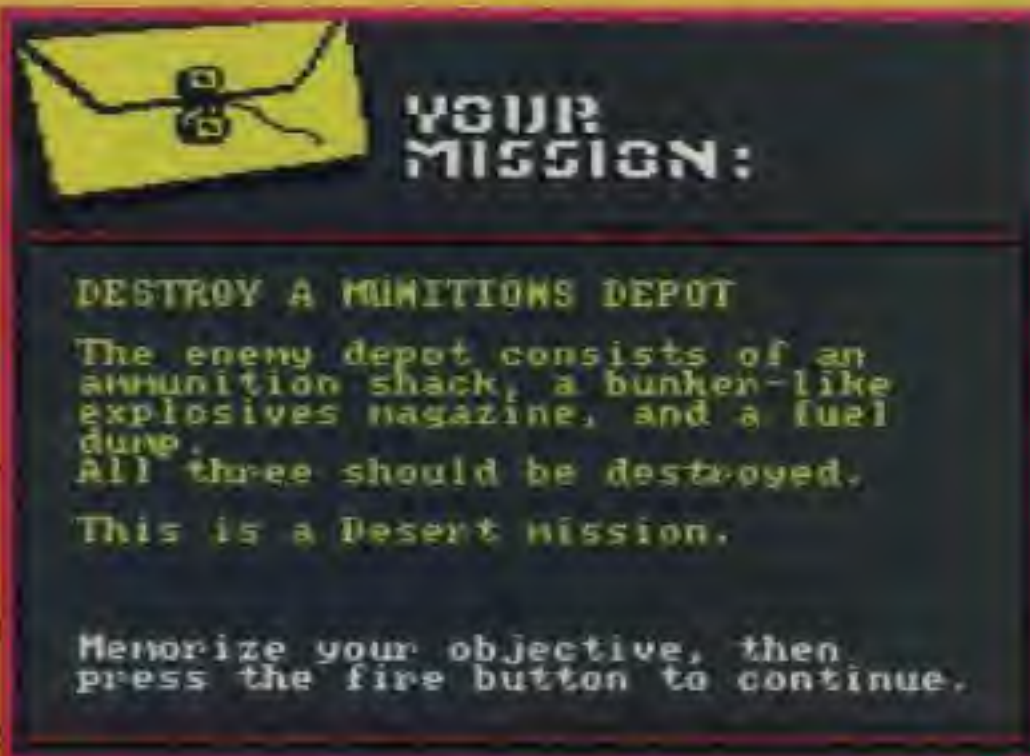 YOUR
MISSION:
DESTROY A MUNITIONS DEPOT
The enemy depot consists of an
ammunition shack, a bunker-like
explosives magazine, and a fuel
dump.
All three should be destroyed.
This is a Desert mission.
Memorize your objective, then
press the fire button to continue.